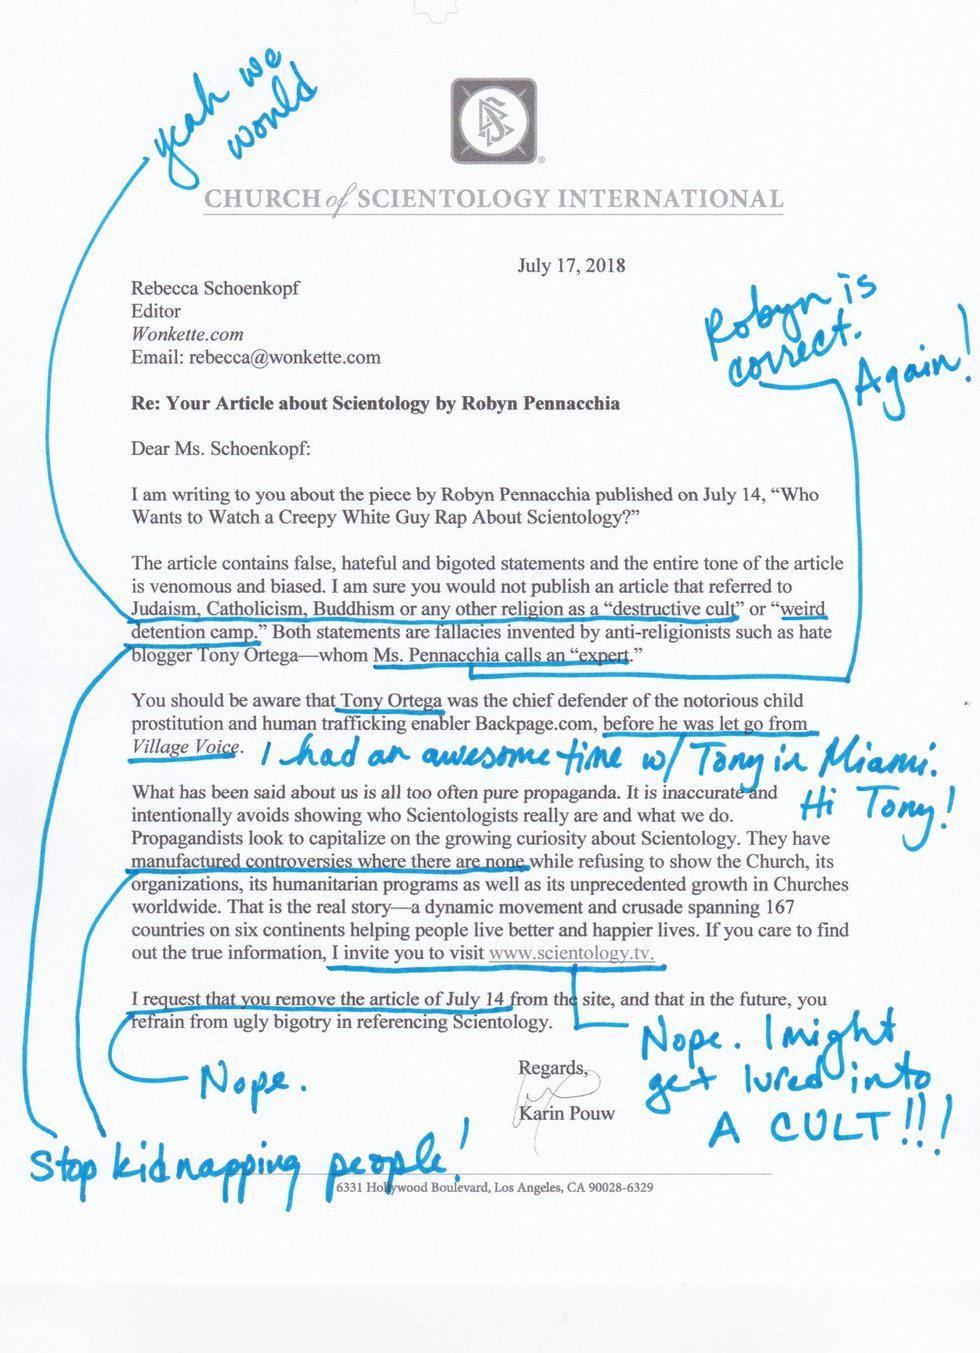 yeah we
would
CHURCH of SCIENTOLOGY INTERNATIONAL
July 17, 2018
Rebecca Schoenkopf
Editor
Wonkette.com
Email: rebecca@wonkette.com
Robyn is
correct.
Again!
Re: Your Article about Scientology by Robyn Pennacchia
Dear Ms. Schoenkopf:
I am writing to you about the piece by Robyn Pennacchia published on July 14, “Who
Wants to Watch a Creepy White Guy Rap About Scientology?”
The article contains false, hateful and bigoted statements and the entire tone of the article
is venomous and biased. I am sure you would not publish an article that referred to
Judaism, Catholicism, Buddhism or any other religion as a “destructive cult” or “weird
detention camp.” Both statements are fallacies invented by anti-religionists such as hate
blogger Tony Ortega—whom Ms. Pennacchia calls an “expert.”
You should be aware that Tony Ortega was the chief defender of the notorious child
prostitution and human trafficking enabler Backpage.com, before he was let go from
Village Voice.
I had an awesome time w/ Tony in Miami.
Hi Tony!
What has been said about us is all too often pure propaganda. It is inaccurate and
intentionally avoids showing who Scientologists really are and what we do.
Propagandists look to capitalize on the growing curiosity about Scientology. They have
manufactured controversies where there are none while refusing to show the Church, its
organizations, its humanitarian programs as well as its unprecedented growth in Churches
worldwide. That is the real story—a dynamic movement and crusade spanning 167
countries on six continents helping people live better and happier lives. If you care to find
out the true information, I invite you to visit www.scientology.tv.
I request that you remove the article of July 14 from the site, and that in the future, you
refrain from ugly bigotry in referencing Scientology.
Nope.
Regards,
Karin Pouw
Nope. I might
get lured into
A CULT!!!
Stop kidnapping people!
6331 Hollywood Boulevard, Los Angeles, CA 90028-6329